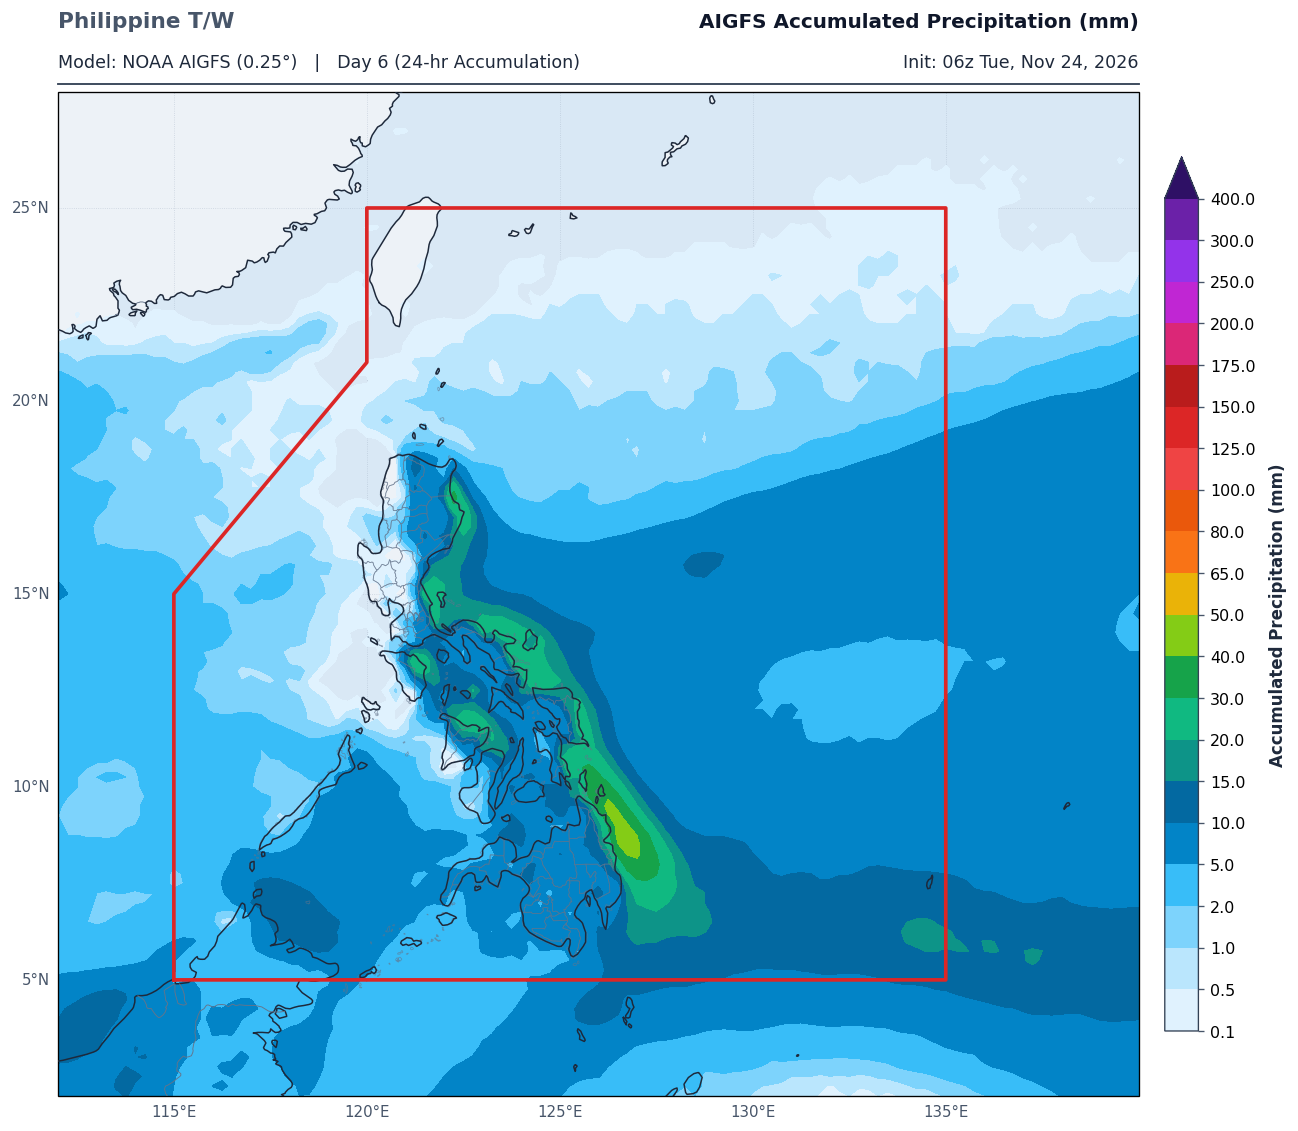 Philippine T/W
AIGFS Accumulated Precipitation (mm)
Model: NOAA AIGFS (0.25°)   |   Day 6 (24-hr Accumulation)
Init: 06z Tue, Nov 24, 2026
25°N
20°N
15°N
10°N
5°N
115°E
120°E
125°E
130°E
135°E
400.0
300.0
250.0
200.0
175.0
150.0
125.0
100.0
80.0
65.0
50.0
40.0
30.0
20.0
15.0
10.0
5.0
2.0
1.0
0.5
0.1
Accumulated Precipitation (mm)